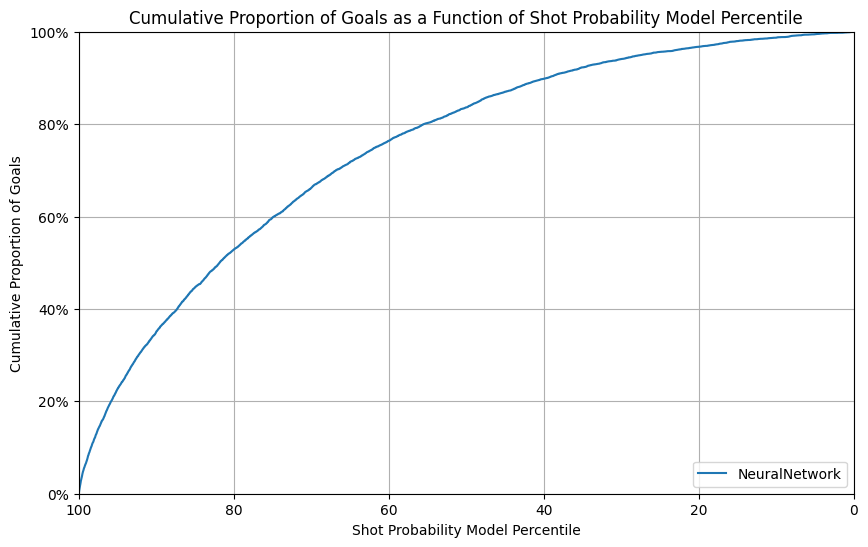 Cumulative Proportion of Goals as a Function of Shot Probability Model Percentile
100%
80%
60%
40%
20%
0%
Cumulative Proportion of Goals
NeuralNetwork
100 80 60 40 20 0
Shot Probability Model Percentile